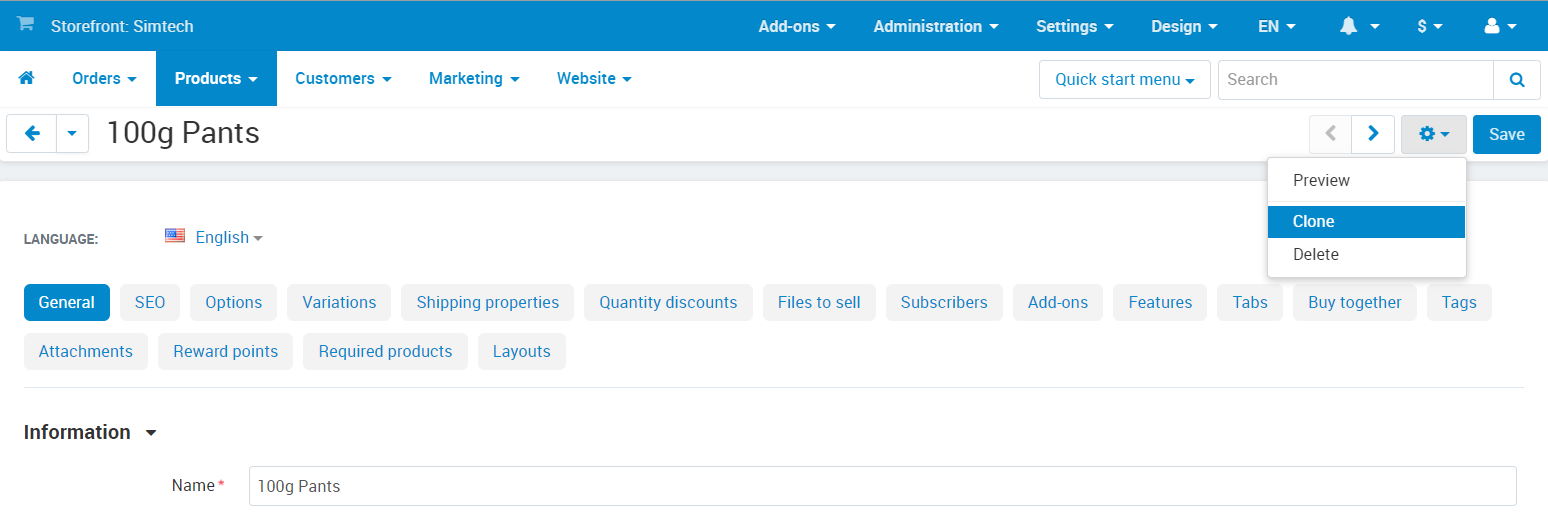 Storefront: Simtech Add-ons Administration Settings Design EN $
Orders Products Customers Marketing Website Quick start menu Search
100g Pants Save
Preview
Clone
Delete
LANGUAGE: English
General SEO Options Variations Shipping properties Quantity discounts Files to sell Subscribers Add-ons Features Tabs Buy together Tags
Attachments Reward points Required products Layouts
Information
Name* 100g Pants